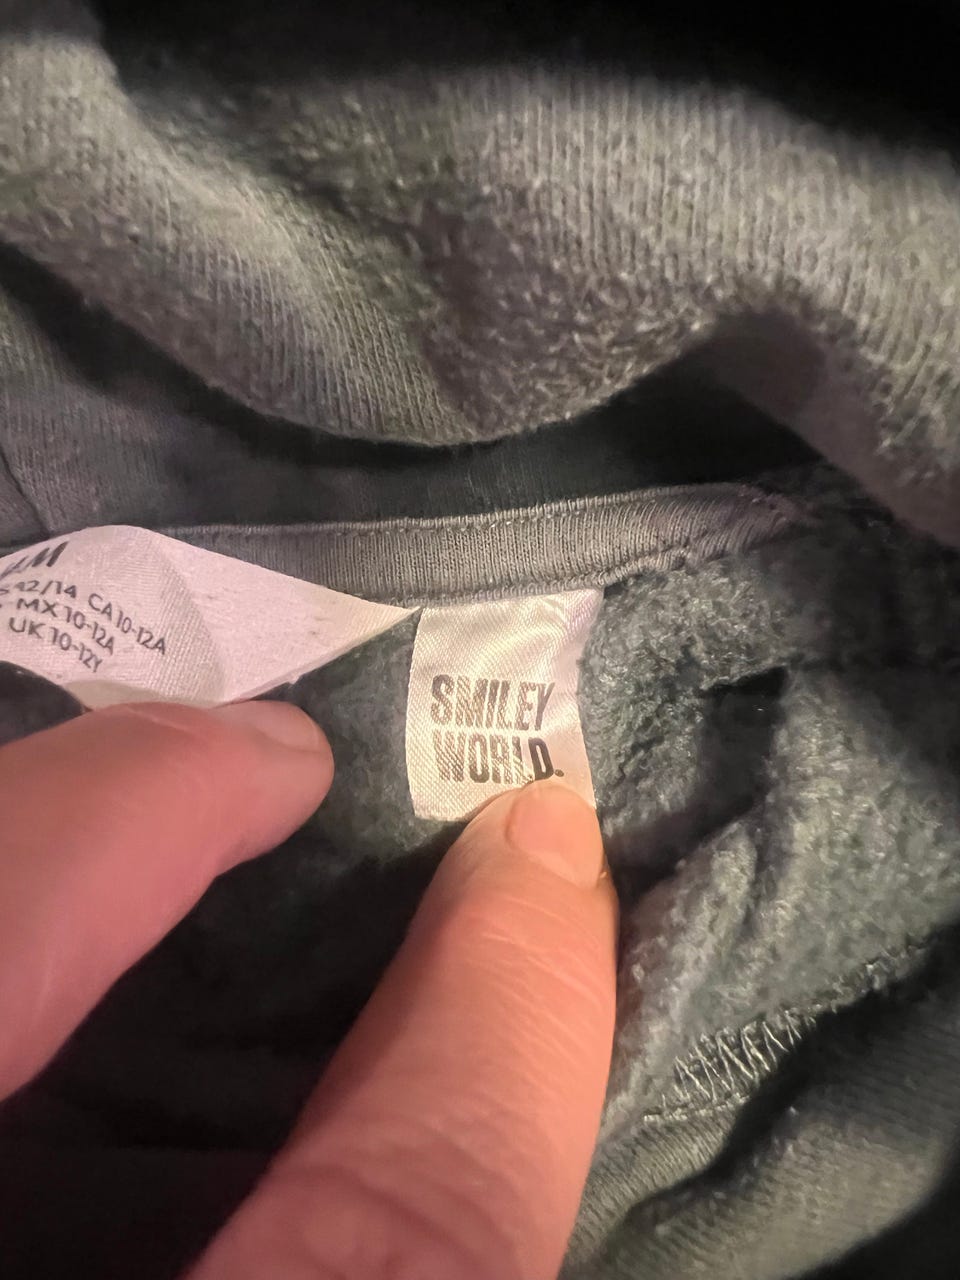 &M
42/14 CA10-12A
MX10-12A
UK10-12Y
SMILEY
WORLD.